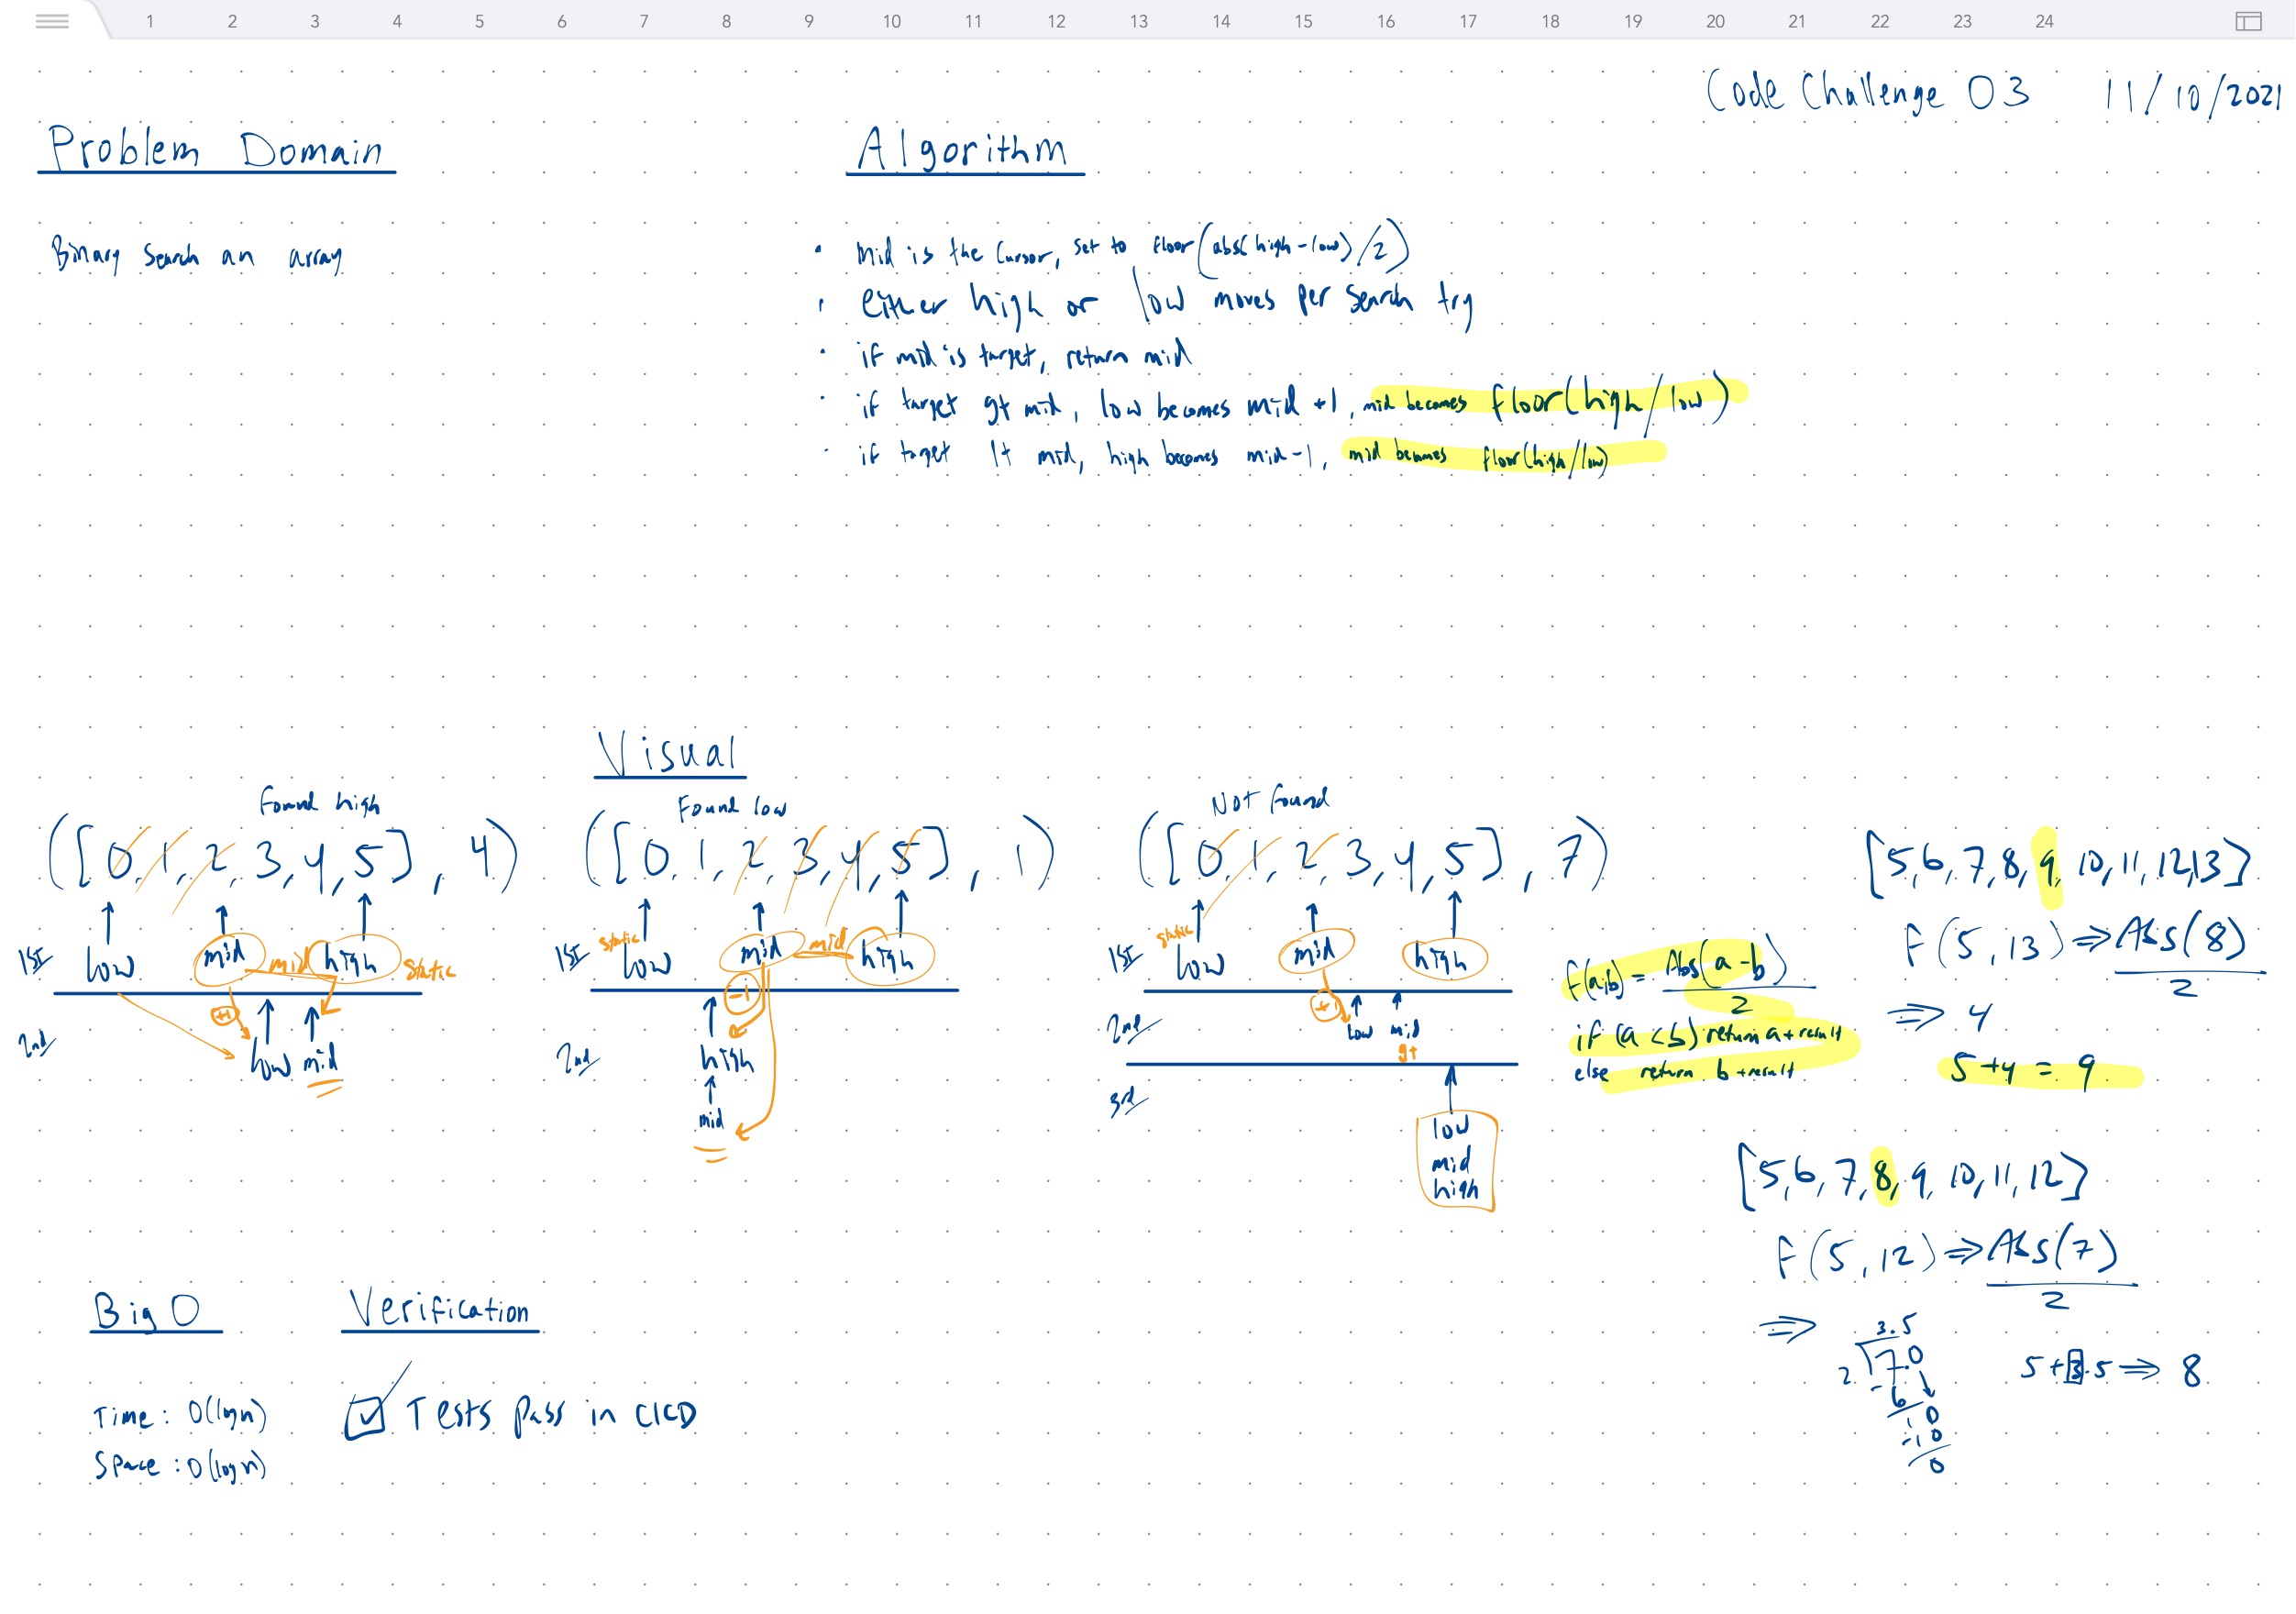 1 2 3 4 5 6 7 8 9 10 11 12 13 14 15 16 17 18 19 20 21 22 23 24
Code Challenge 03 11/10/2021
Problem Domain
Binary Search an array
Algorithm
• mid is the cursor, set to floor(abs(high-low)/2)
• either high or low moves per search try
• if mid is target, return mid
• if target gt mid, low becomes mid +1, mid becomes floor(high/low)
• if target lt mid, high becomes mid-1, mid becomes floor(high/low)
Visual
Found high
([0,1,2,3,4,5], 4)
1st low mid mid high static
+1
2nd low mid
Found low
([0,1,2,3,4,5], 1)
1st static low mid mid high
-1
2nd high
mid
Not found
([0,1,2,3,4,5], 7)
1st static low mid high
+1
2nd low mid
gt
3rd
low
mid
high
F(a,b) = Abs(a-b)
2
if (a<b) return a+result
else return b+result
[5,6,7,8,9,10,11,12,13]
F(5,13) ⇒ Abs(8)
2
⇒ 4
5+4 = 9
[5,6,7,8,9,10,11,12]
F(5,12) ⇒ Abs(7)
2
⇒
3.5
2 7.0
-6
10
-10
0
5+3.5 ⇒ 8
Big O
Time: O(logn)
Space: O(logn)
Verification
Tests Pass in CICD